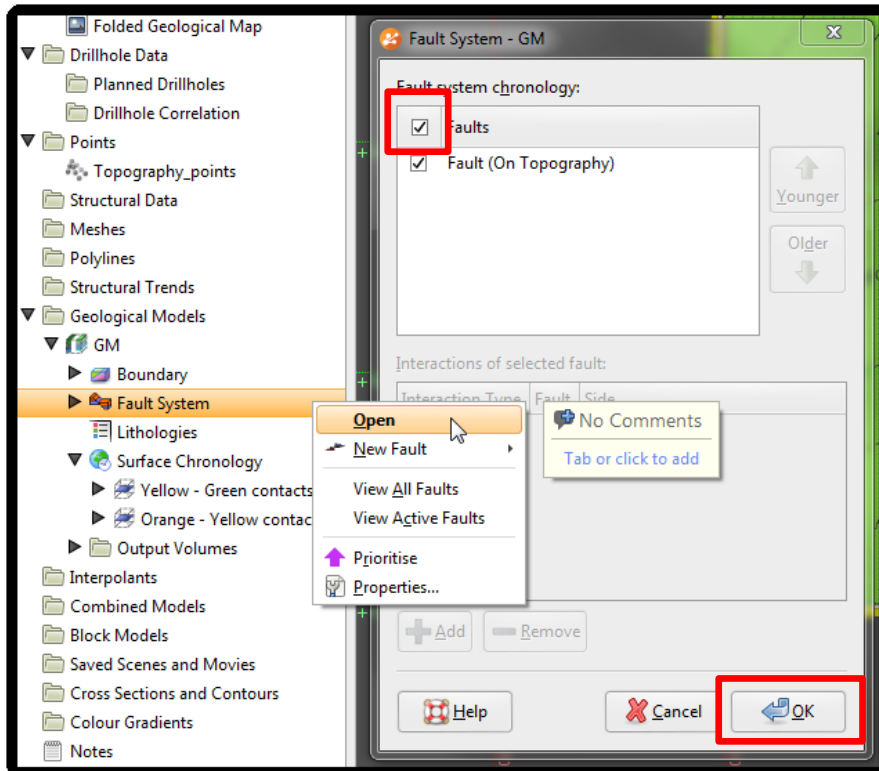 Folded Geological Map
Drillhole Data
Planned Drillholes
Drillhole Correlation
Points
Topography_points
Structural Data
Meshes
Polylines
Structural Trends
Geological Models
GM
Boundary
Fault System
Lithologies
Surface Chronology
Yellow - Green contacts
Orange - Yellow contac
Output Volumes
Interpolants
Combined Models
Block Models
Saved Scenes and Movies
Cross Sections and Contours
Colour Gradients
Notes
Open
New Fault
View All Faults
View Active Faults
Prioritise
Properties...
No Comments
Tab or click to add
Fault System - GM
Fault system chronology:
Faults
Fault (On Topography)
Younger
Older
Interactions of selected fault:
Interaction Type Fault Side
Add Remove
Help Cancel OK